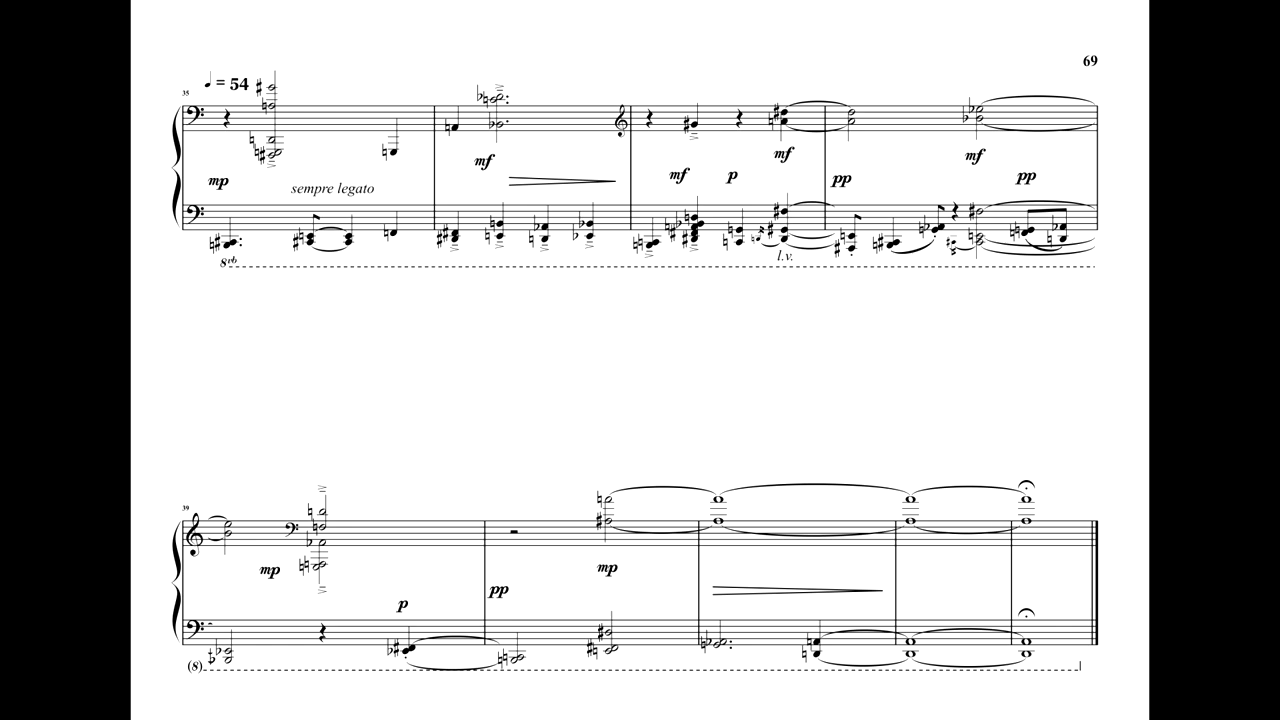 69
♩ = 54
35
mf
mf
mp
mf
p
pp
mf
pp
sempre legato
8vb
l.v.
39
mp
pp
mp
p
(8)